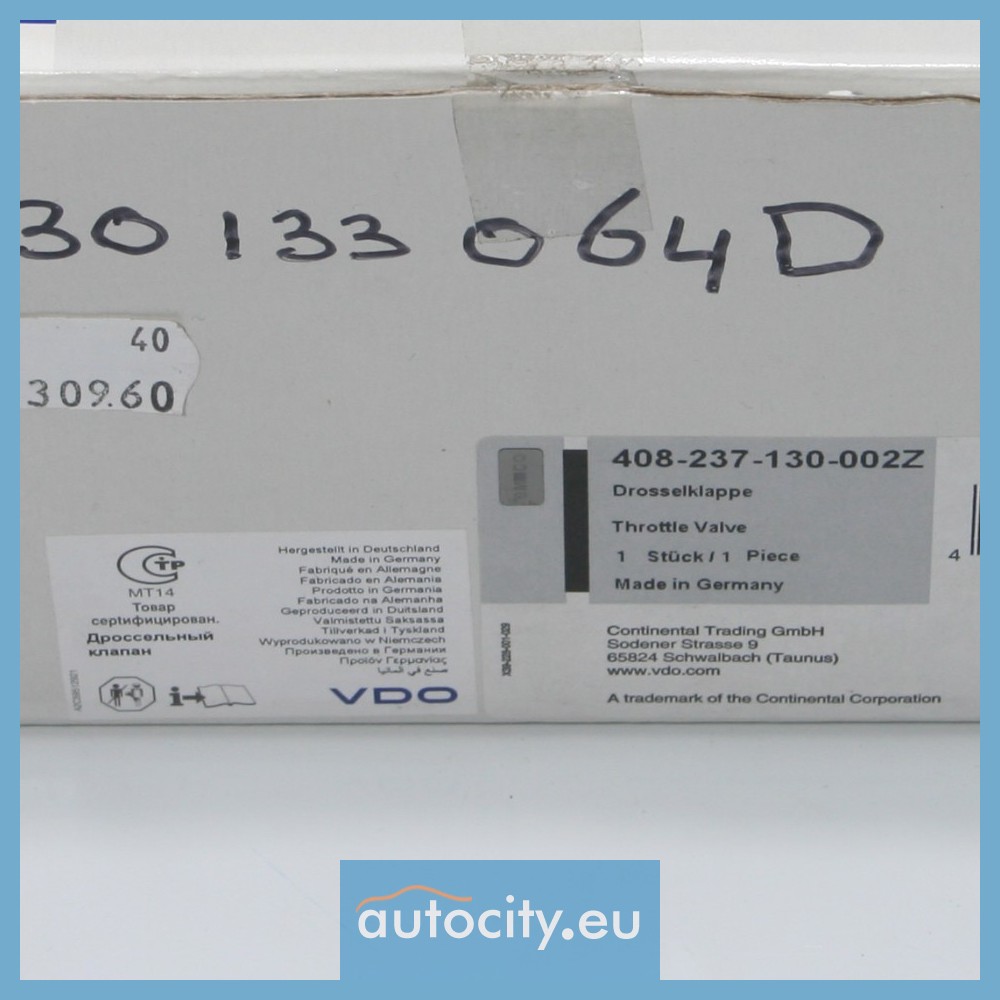 30 133 064D
40
309.60
408-237-130-002Z
Drosselklappe
Throttle Valve
1 Stück / 1 Piece
Made in Germany
4
Continental Trading GmbH
Sodener Strasse 9
65824 Schwalbach (Taunus)
www.vdo.com
A trademark of the Continental Corporation
MT14
Товар
сертифицирован.
Дроссельный
клапан
Hergestellt in Deutschland
Made in Germany
Fabriqué en Allemagne
Fabricado en Alemania
Prodotto in Germania
Fabricado na Alemanha
Geproduceerd in Duitsland
Valmistettu Saksassa
Tillverkad i Tyskland
Wyprodukowano w Niemczech
Произведено в Германии
Προϊόν Γερμανίας
صنع في المانيا
VDO
autocity.eu